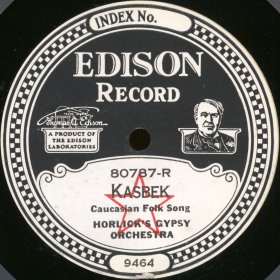 INDEX No.
EDISON
RECORD
Thomas A. Edison
A PRODUCT OF
THE EDISON
LABORATORIES
80787-R
KASBEK
Caucasian Folk Song
HORLICK'S GYPSY
ORCHESTRA
9464